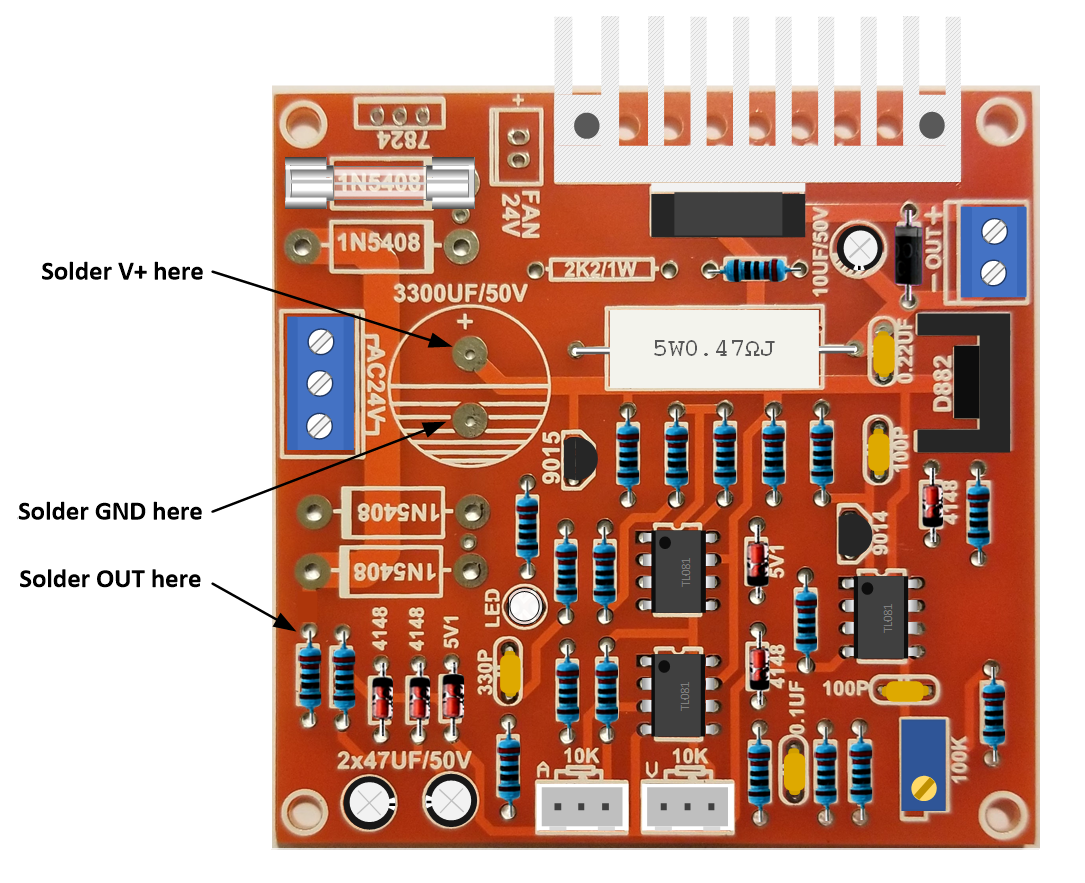 7824
+
1N5408
FAN
24V
1N5408
2K2/1W
10UF/50V
+
OUT
-
Solder V+ here
3300UF/50V
+
5W0.47ΩJ
0.22UF
D882
AC24V
9015
100P
4148
Solder GND here
1N5408
9014
TL081
5V1
1N5408
Solder OUT here
LED
TL081
4148
4148
5V1
330P
4148
TL081
100P
0.1UF
2x47UF/50V
A
10K
V
10K
100K